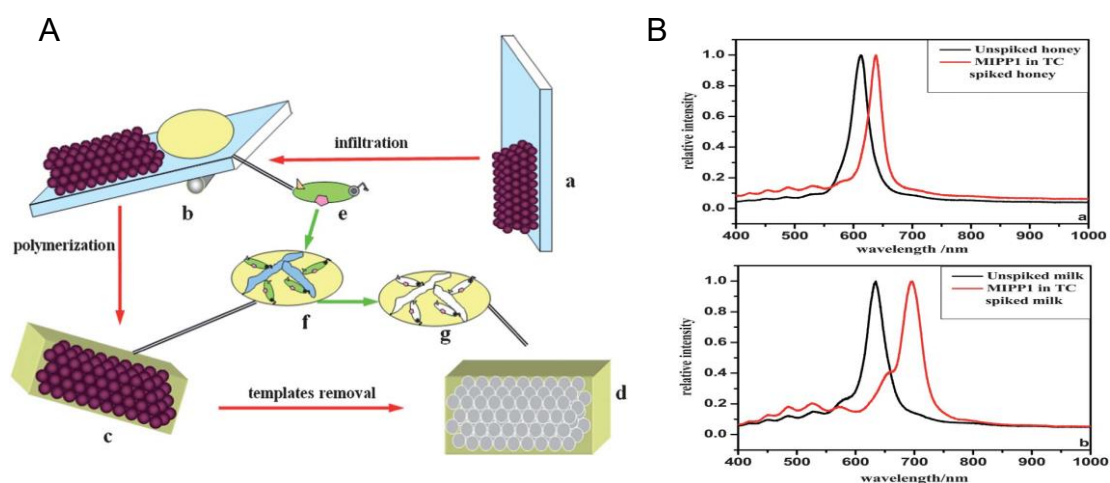 A
infiltration
a
b
e
polymerization
f
g
templates removal
c
d
B
Unspiked honey
MIPP1 in TC
spiked honey
relative intensity
1.0
0.8
0.6
0.4
0.2
0.0
a
400 500 600 700 800 900 1000
wavelength /nm
Unspiked milk
MIPP1 in TC
spiked milk
relative intensity
1.0
0.8
0.6
0.4
0.2
0.0
b
400 500 600 700 800 900 1000
wavelength/nm